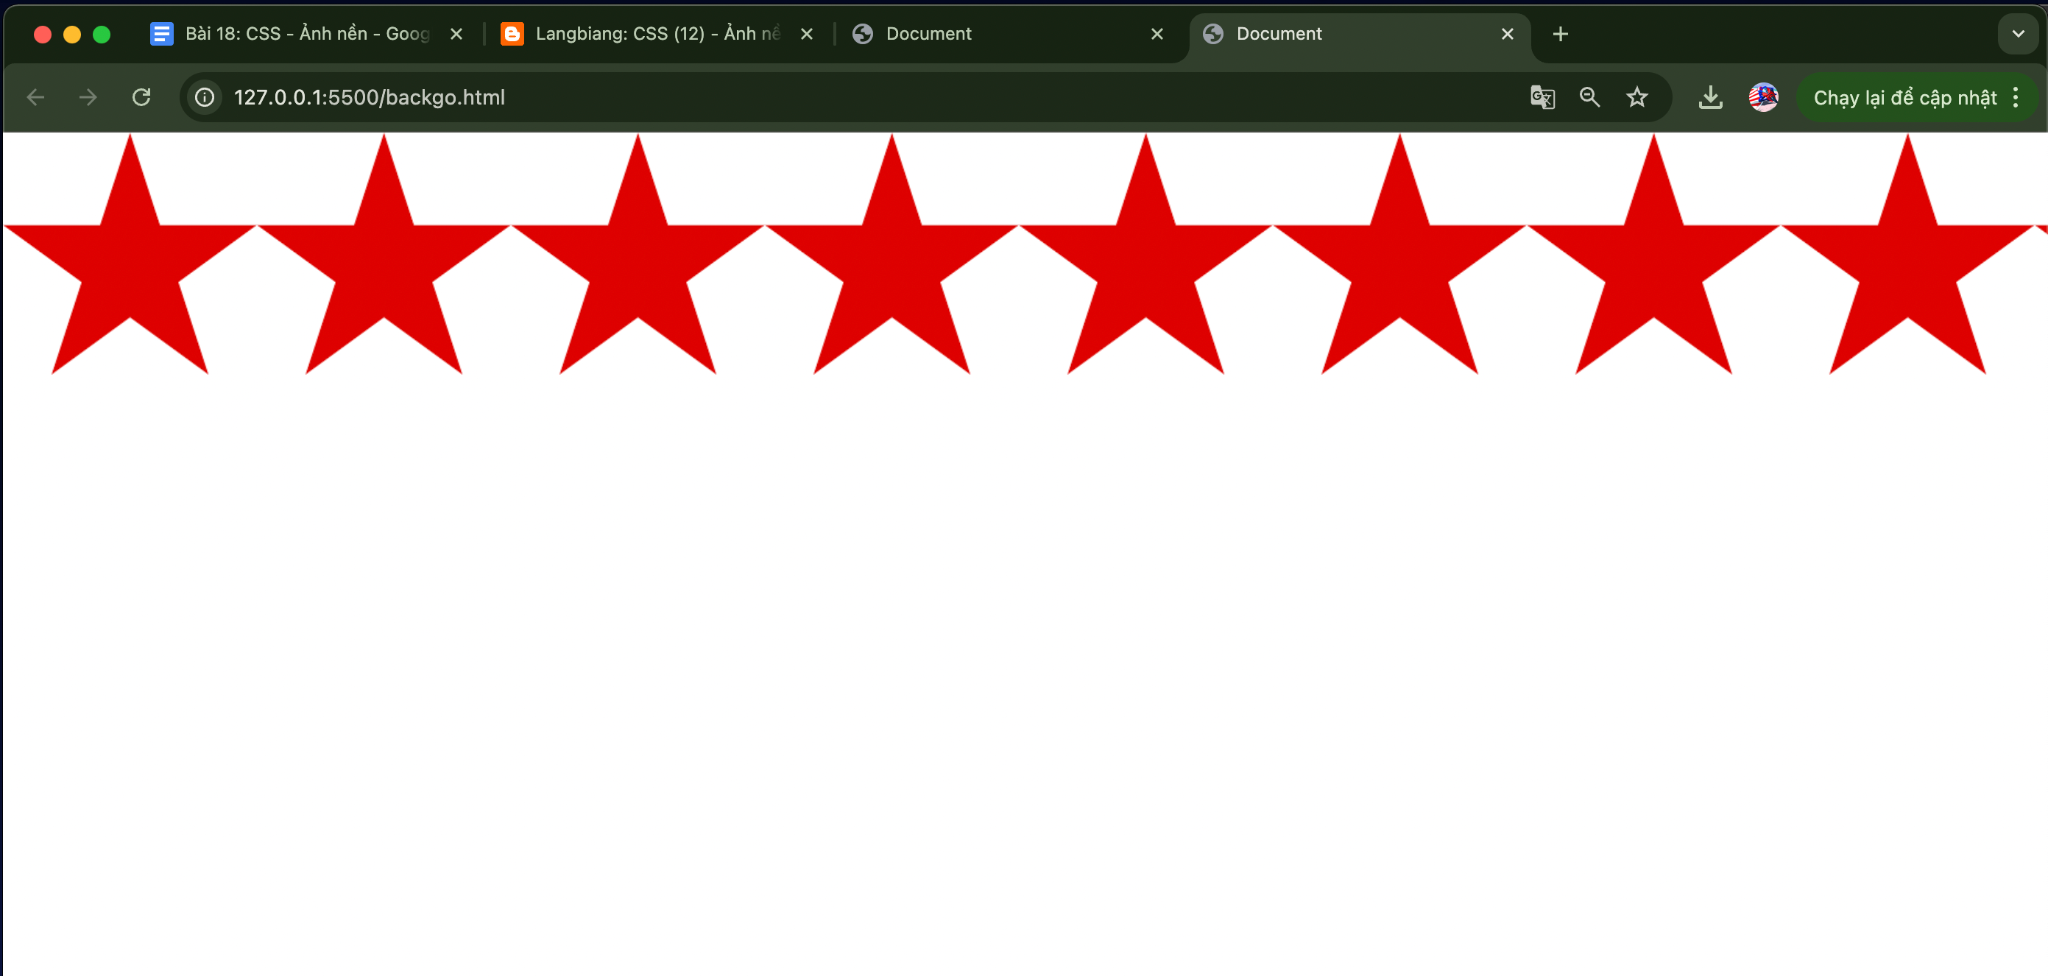 Bài 18: CSS - Ảnh nền - Goog
Langbiang: CSS (12) - Ảnh nề
Document
Document
127.0.0.1:5500/backgo.html
Chạy lại để cập nhật